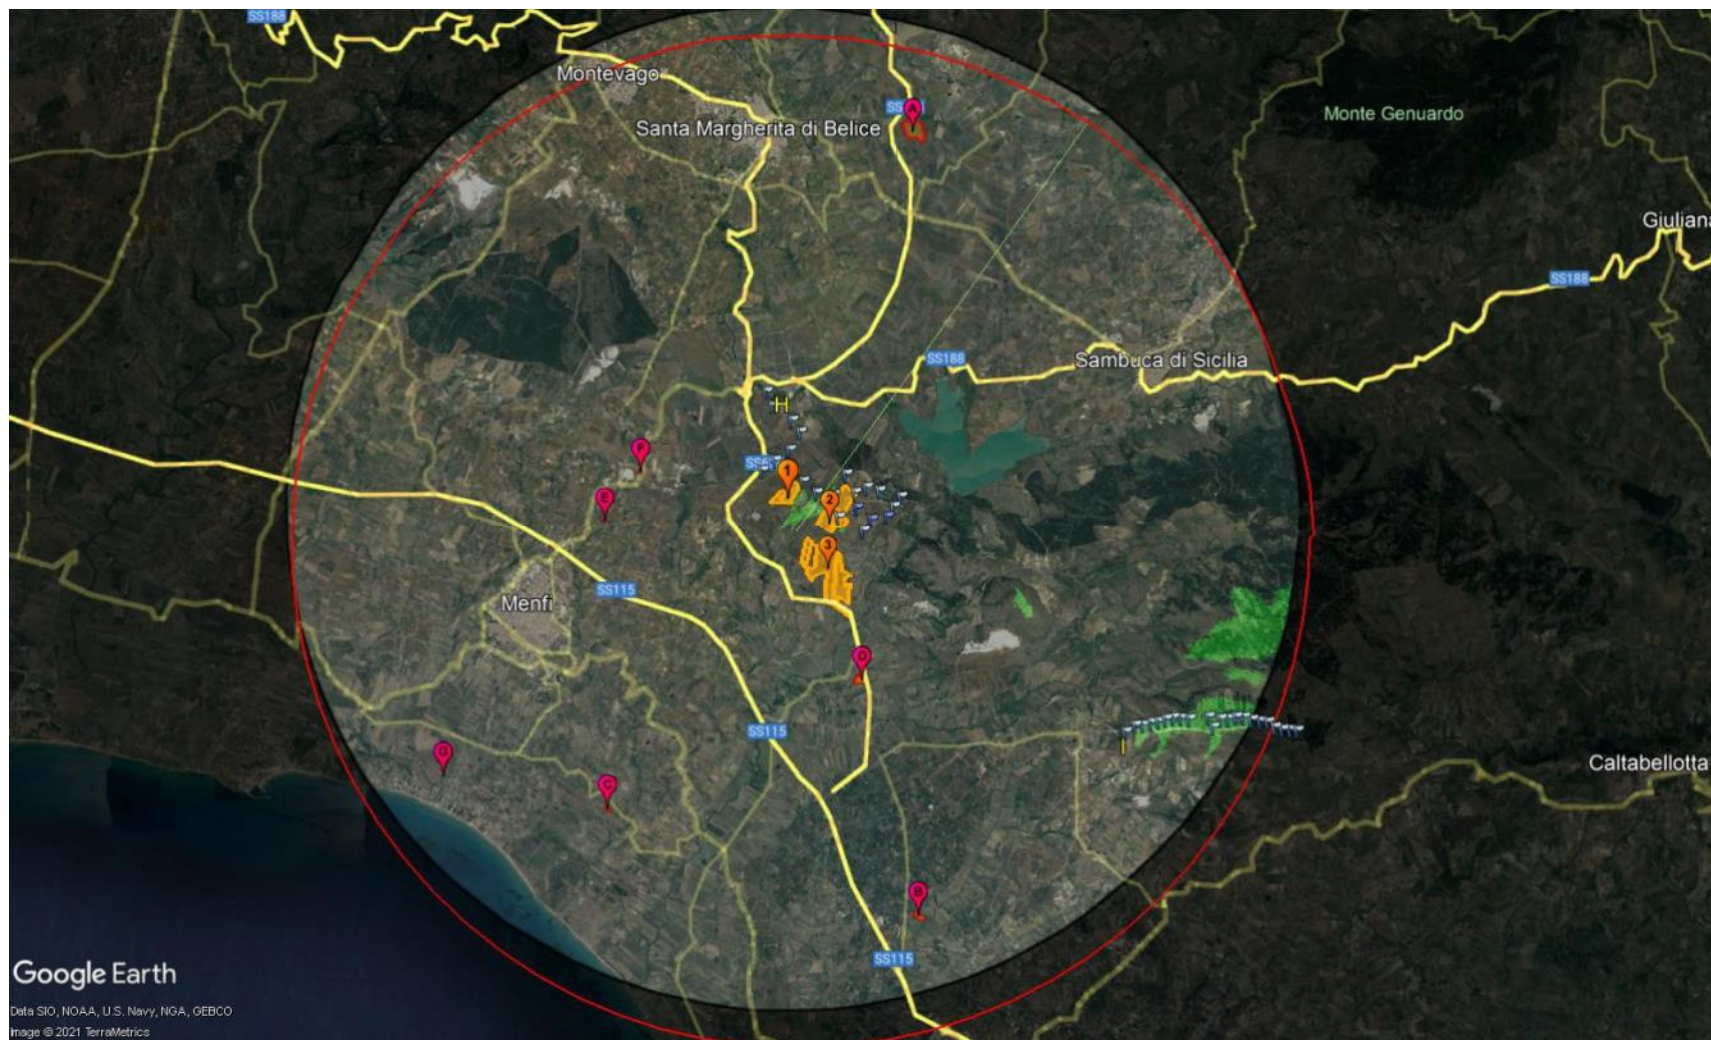 SS188
Montevago
Monte Genuardo
A
Santa Margherita di Belice
Giuliana
SS188
SS188
Sambuca di Sicilia
H
F
1
E
2
3
SS115
Menfi
D
SS115
I
G
Caltabellotta
C
B
SS115
Google Earth
Data SIO, NOAA, U.S. Navy, NGA, GEBCO
Image © 2021 TerraMetrics